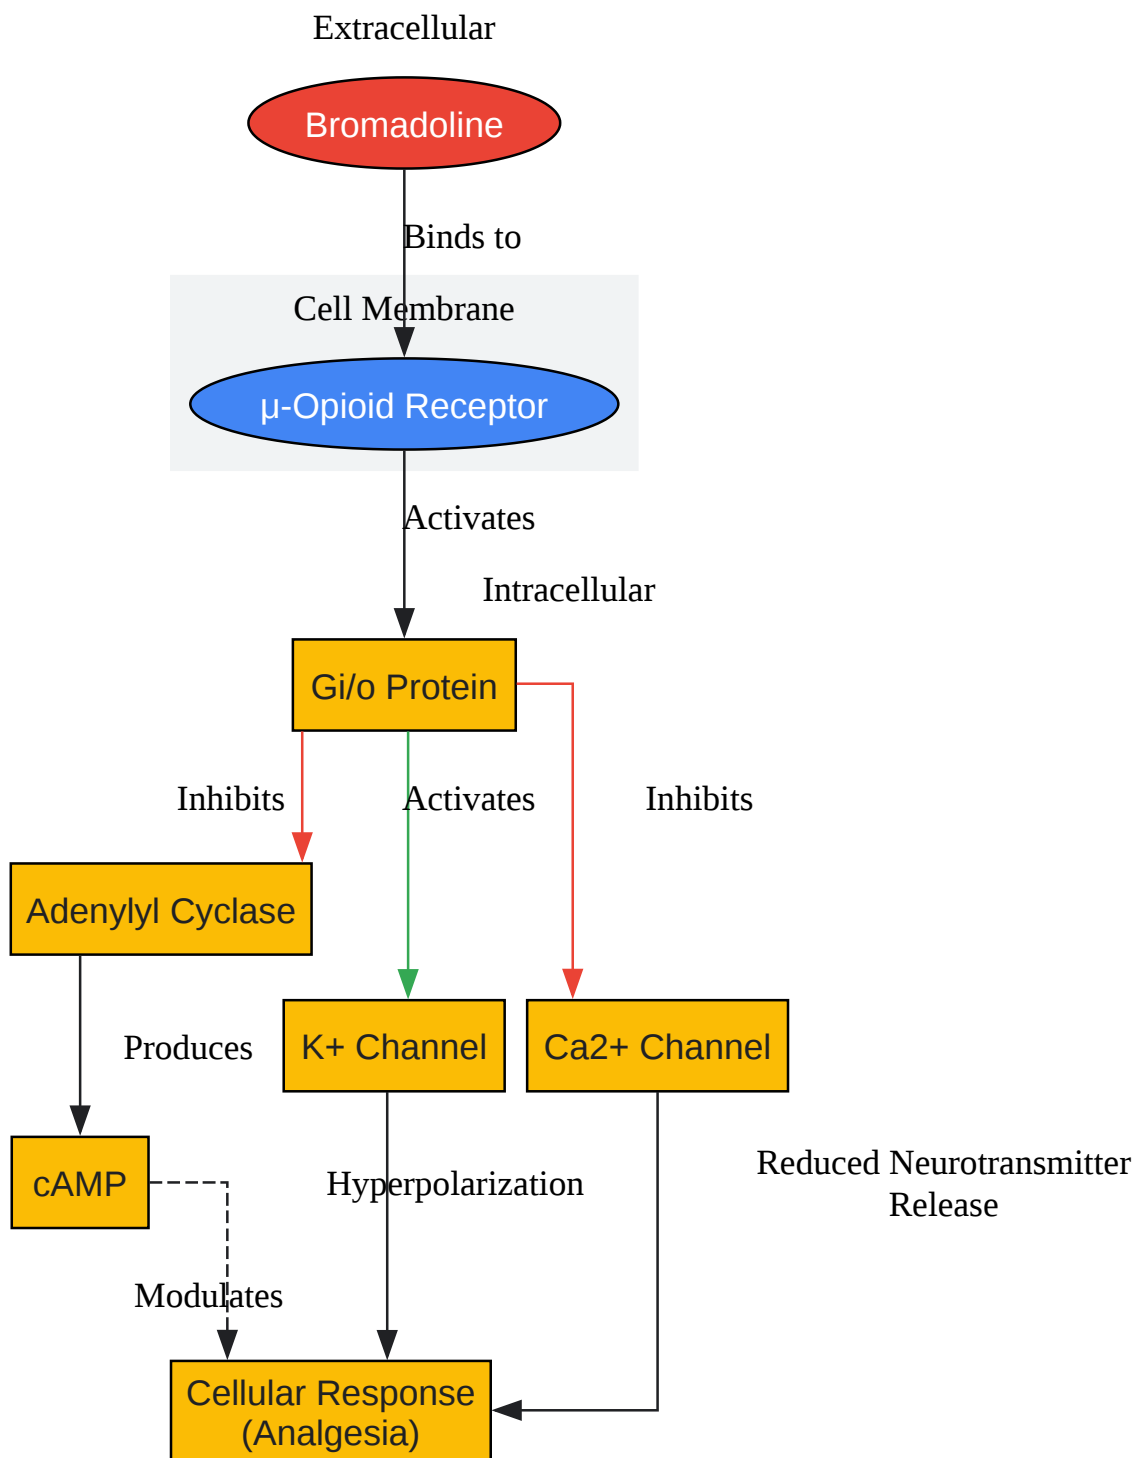 Extracellular
Bromadoline
Binds to
Cell Membrane
μ-Opioid Receptor
Activates
Intracellular
Gi/o Protein
Inhibits
Activates
Inhibits
Adenylyl Cyclase
Produces
K+ Channel
Ca2+ Channel
cAMP
Hyperpolarization
Reduced Neurotransmitter
Release
Modulates
Cellular Response
(Analgesia)